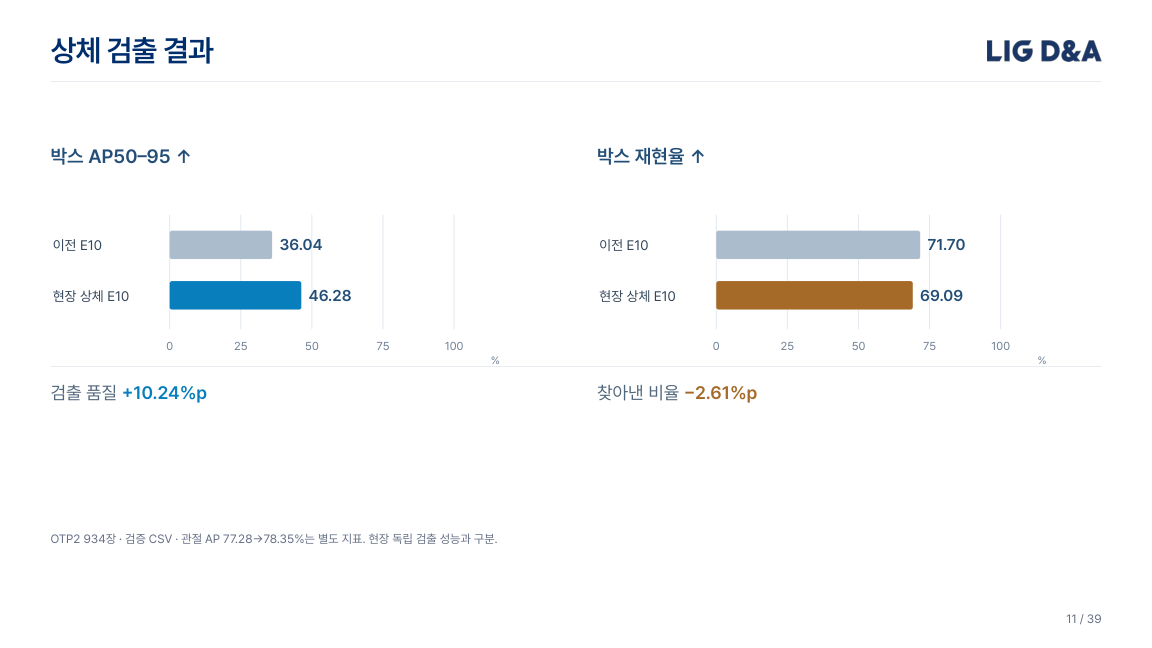 상체 검출 결과
LIG D&A
박스 AP50–95 ↑
이전 E10
36.04
현장 상체 E10
46.28
0 25 50 75 100
%
검출 품질 +10.24%p
박스 재현율 ↑
이전 E10
71.70
현장 상체 E10
69.09
0 25 50 75 100
%
찾아낸 비율 −2.61%p
OTP2 934장 · 검증 CSV · 관절 AP 77.28→78.35%는 별도 지표. 현장 독립 검출 성능과 구분.
11 / 39